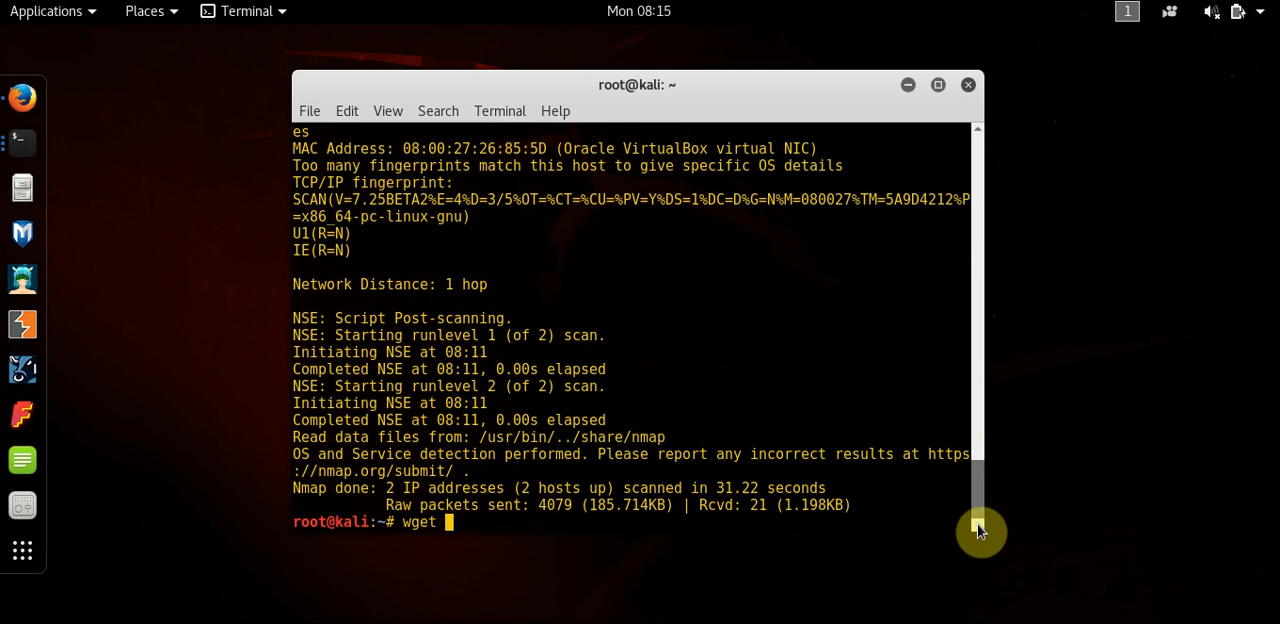 Applications Places Terminal Mon 08:15 1
root@kali: ~
File Edit View Search Terminal Help
es
MAC Address: 08:00:27:26:85:5D (Oracle VirtualBox virtual NIC)
Too many fingerprints match this host to give specific OS details
TCP/IP fingerprint:
SCAN(V=7.25BETA2%E=4%D=3/5%OT=%CT=%CU=%PV=Y%DS=1%DC=D%G=N%M=080027%TM=5A9D4212%P
=x86_64-pc-linux-gnu)
U1(R=N)
IE(R=N)
Network Distance: 1 hop
NSE: Script Post-scanning.
NSE: Starting runlevel 1 (of 2) scan.
Initiating NSE at 08:11
Completed NSE at 08:11, 0.00s elapsed
NSE: Starting runlevel 2 (of 2) scan.
Initiating NSE at 08:11
Completed NSE at 08:11, 0.00s elapsed
Read data files from: /usr/bin/../share/nmap
OS and Service detection performed. Please report any incorrect results at https
://nmap.org/submit/ .
Nmap done: 2 IP addresses (2 hosts up) scanned in 31.22 seconds
Raw packets sent: 4079 (185.714KB) | Rcvd: 21 (1.198KB)
root@kali:~# wget